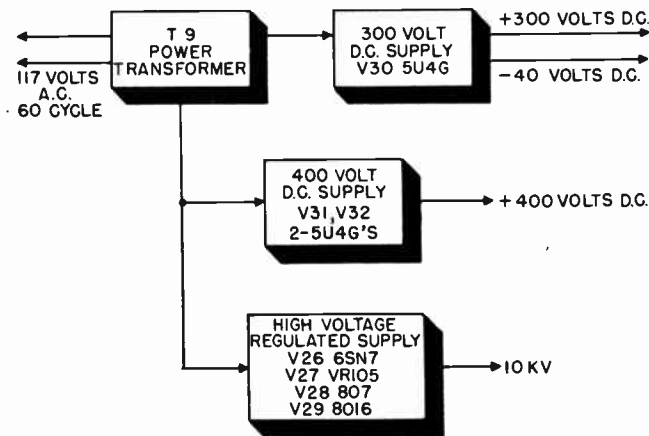 T 9
POWER
TRANSFORMER
117 VOLTS
A.C.
60 CYCLE
300 VOLT
D.C. SUPPLY
V30 5U4G
+300 VOLTS D.C.
-40 VOLTS D.C.
400 VOLT
D.C. SUPPLY
V31, V32
2-5U4G'S
+400 VOLTS D.C.
HIGH VOLTAGE
REGULATED SUPPLY
V26 6SN7
V27 VR105
V28 807
V29 8016
10 KV